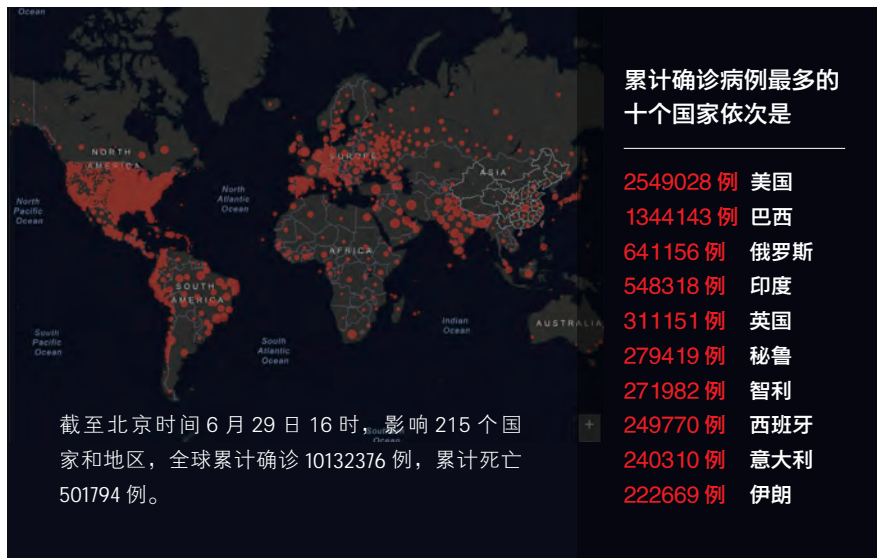 Ocean
NORTH
AMERICA
EUROPE
ASIA
North
Pacific
Ocean
North
Atlantic
Ocean
AFRICA
SOUTH
AMERICA
Indian
Ocean
AUSTRALIA
South
Pacific
Ocean
South
Atlantic
Ocean
截至北京时间 6 月 29 日 16 时，影响 215 个国
家和地区，全球累计确诊 10132376 例，累计死亡
501794 例。
+
累计确诊病例最多的
十个国家依次是
2549028 例 美国
1344143 例 巴西
641156 例 俄罗斯
548318 例 印度
311151 例 英国
279419 例 秘鲁
271982 例 智利
249770 例 西班牙
240310 例 意大利
222669 例 伊朗